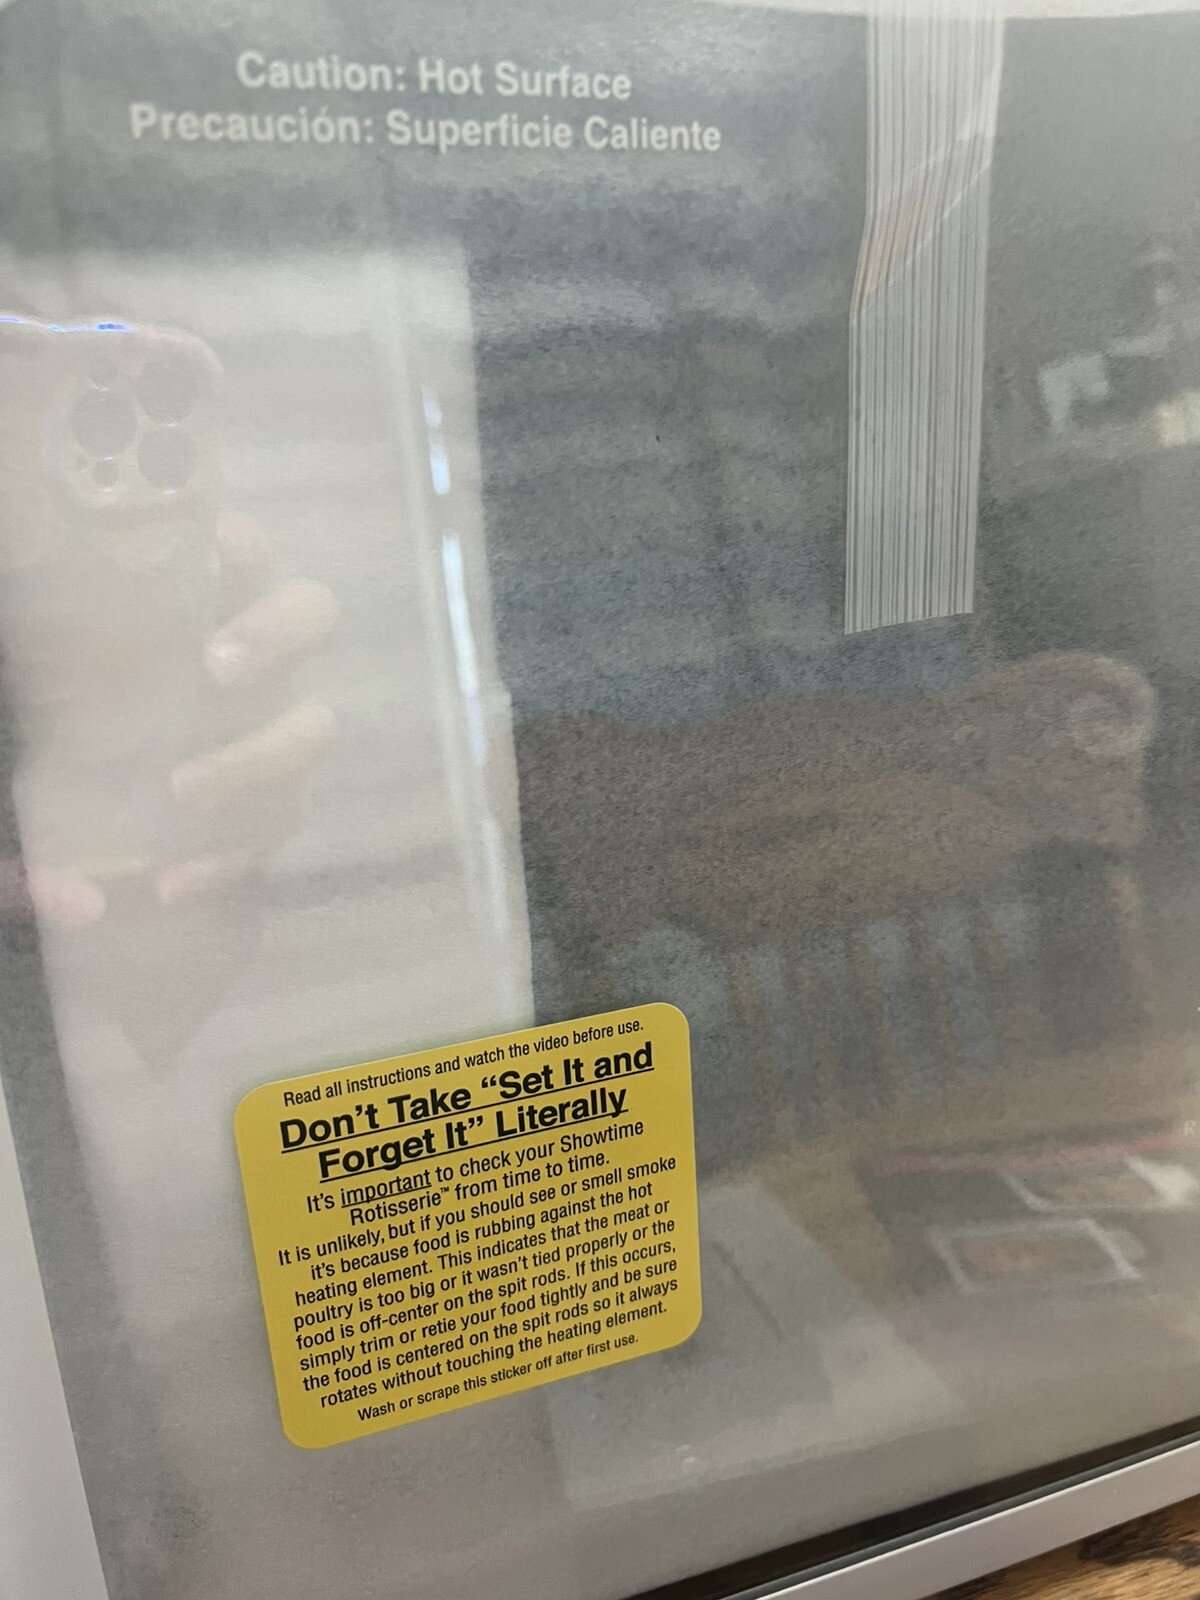 Caution: Hot Surface
Precaución: Superficie Caliente
Read all instructions and watch the video before use.
Don't Take “Set It and
Forget It” Literally
It's important to check your Showtime
Rotisserie™ from time to time.
It is unlikely, but if you should see or smell smoke
it's because food is rubbing against the hot
heating element. This indicates that the meat or
poultry is too big or it wasn't tied properly or the
food is off-center on the spit rods. If this occurs,
simply trim or retie your food tightly and be sure
the food is centered on the spit rods so it always
rotates without touching the heating element.
Wash or scrape this sticker off after first use.